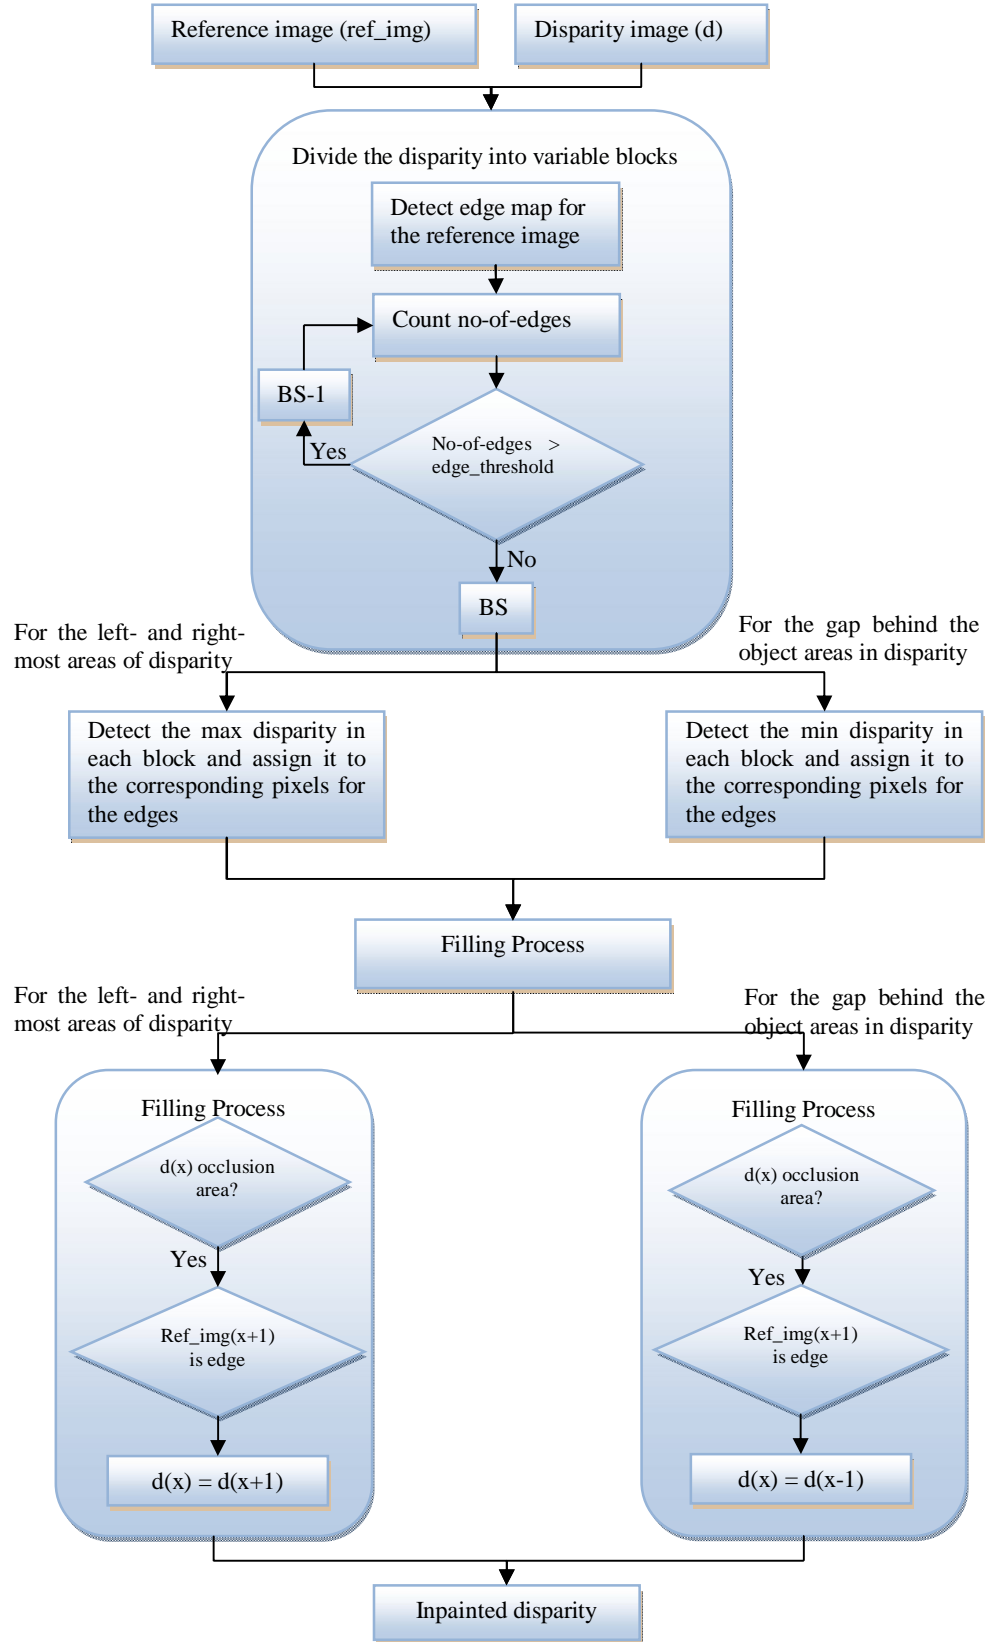 Reference image (ref_img)
Disparity image (d)
Divide the disparity into variable blocks
Detect edge map for
the reference image
Count no-of-edges
BS-1
Yes
No-of-edges >
edge_threshold
No
BS
For the left- and right-
most areas of disparity
For the gap behind the
object areas in disparity
Detect the max disparity in
each block and assign it to
the corresponding pixels for
the edges
Detect the min disparity in
each block and assign it to
the corresponding pixels for
the edges
Filling Process
For the left- and right-
most areas of disparity
For the gap behind the
object areas in disparity
Filling Process
d(x) occlusion
area?
Yes
Ref_img(x+1)
is edge
d(x) = d(x+1)
Filling Process
d(x) occlusion
area?
Yes
Ref_img(x+1)
is edge
d(x) = d(x-1)
Inpainted disparity